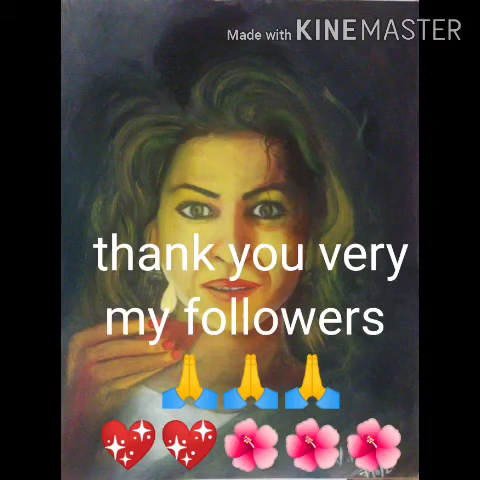 Made with KINEMASTER
thank you very
my followers
🙏🙏🙏
💖💖🌺🌺🌺